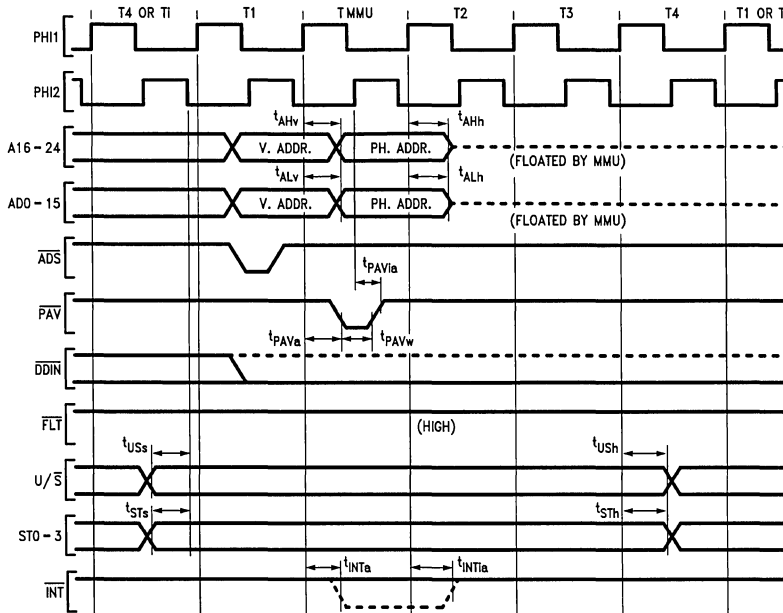 T4 OR Ti T1 T MMU T2 T3 T4 T1 OR T
PHI1
PHI2
tAHv tAHh
A16-24 V. ADDR. PH. ADDR.
(FLOATED BY MMU)
tALv tALh
AD0-15 V. ADDR. PH. ADDR.
(FLOATED BY MMU)
ADS
tPAVia
PAV
tPAVa tPAVw
DDIN
FLT (HIGH)
tUSs tUSh
U/S
tSTs tSTh
ST0-3
tINTa tINTia
INT